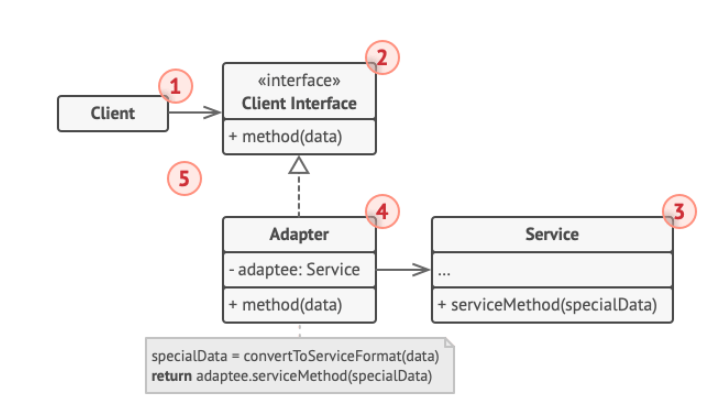 1
2
«interface»
Client Interface
Client
+ method(data)
5
4
3
Adapter
Service
- adaptee: Service
...
+ method(data)
+ serviceMethod(specialData)
specialData = convertToServiceFormat(data)
return adaptee.serviceMethod(specialData)